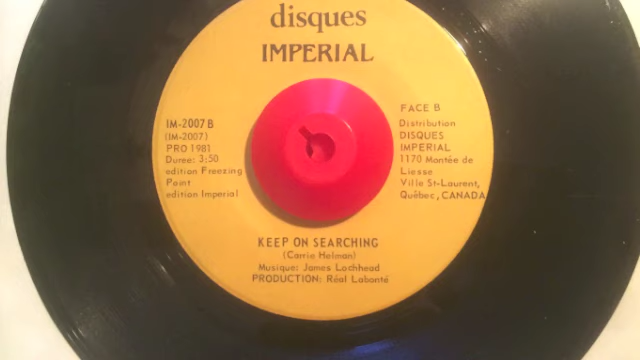 disques
IMPERIAL
IM-2007 B
(IM-2007)
PRO 1981
Duree: 3:50
edition Freezing
Point
edition Imperial
FACE B
Distribution
DISQUES
IMPERIAL
1170 Montée de
Liesse
Ville St-Laurent,
Québec, CANADA
KEEP ON SEARCHING
(Carrie Helman)
Musique: James Lochhead
PRODUCTION: Réal Labonté